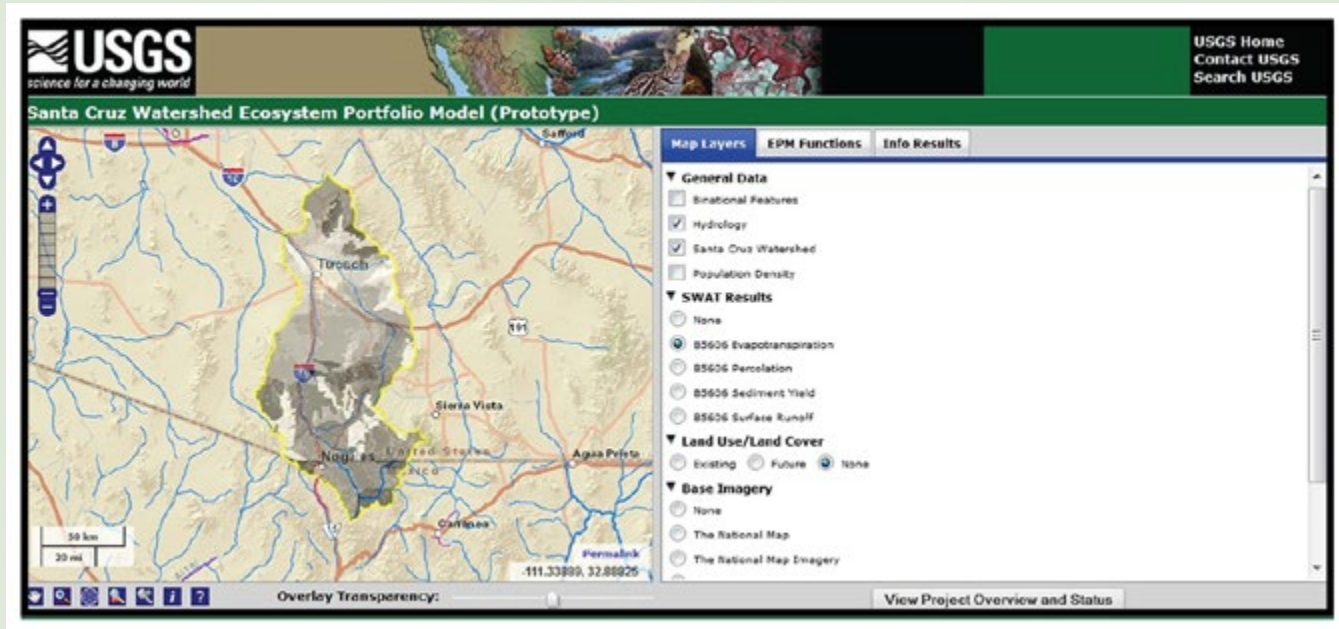 USGS
science for a changing world
USGS Home
Contact USGS
Search USGS
Santa Cruz Watershed Ecosystem Portfolio Model (Prototype)
Safford
Tucson
191
Sierra Vista
Nogales
United States
Mexico
Agua Prieta
Cananea
50 km
20 mi
Permalink
-111.33889, 32.88825
Map Layers
EPM Functions
Info Results
General Data
Binational Features
Hydrology
Santa Cruz Watershed
Population Density
SWAT Results
None
85606 Evapotranspiration
85606 Percolation
85606 Sediment Yield
85606 Surface Runoff
Land Use/Land Cover
Existing Future None
Base Imagery
None
The National Map
The National Map Imagery
Overlay Transparency:
View Project Overview and Status